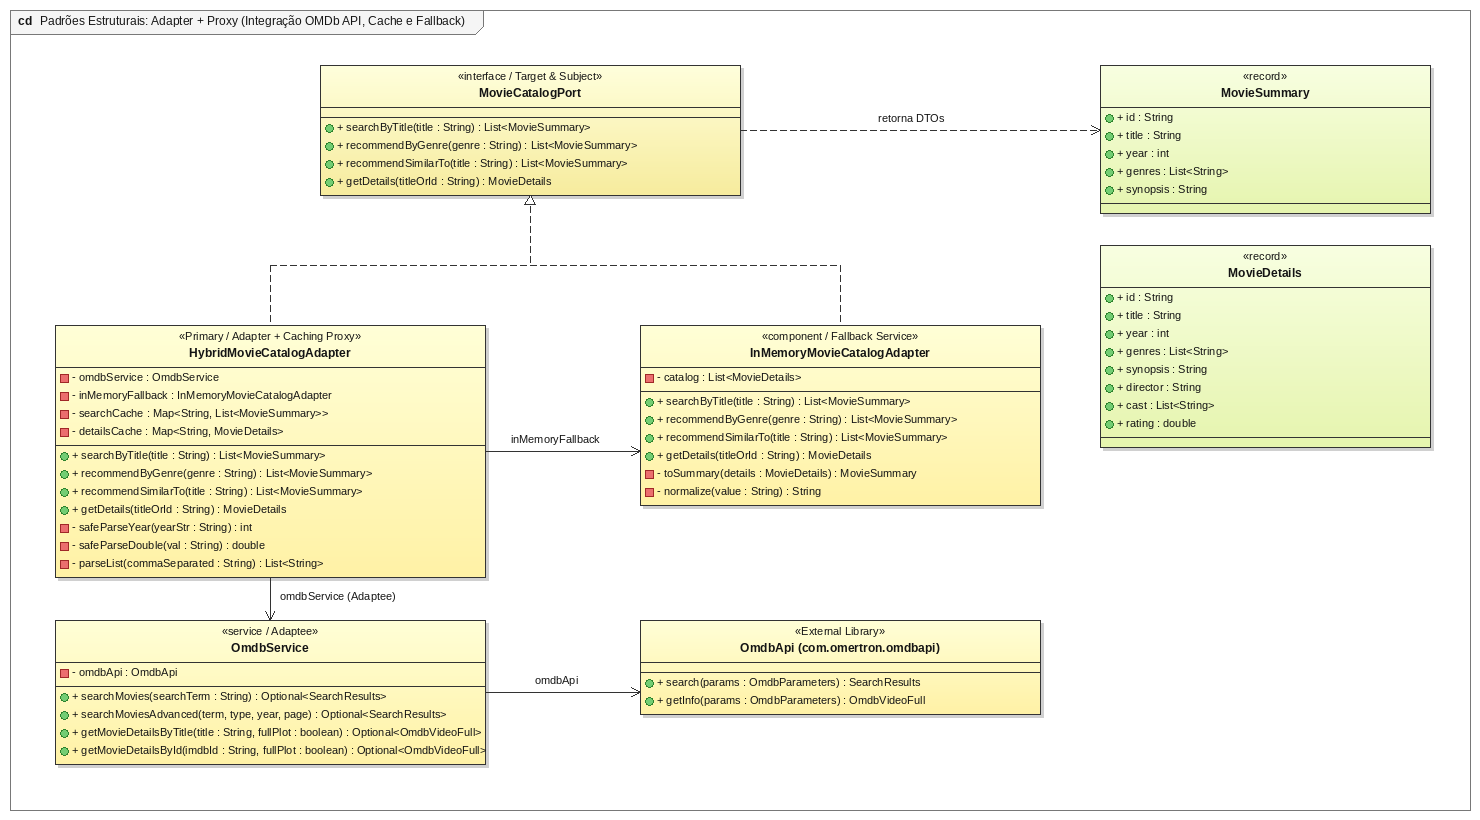 cd Padrões Estruturais: Adapter + Proxy (Integração OMDb API, Cache e Fallback)
«interface / Target & Subject»
MovieCatalogPort
+ searchByTitle(title : String) : List<MovieSummary>
+ recommendByGenre(genre : String) : List<MovieSummary>
+ recommendSimilarTo(title : String) : List<MovieSummary>
+ getDetails(titleOrId : String) : MovieDetails
retorna DTOs
«record»
MovieSummary
+ id : String
+ title : String
+ year : int
+ genres : List<String>
+ synopsis : String
«record»
MovieDetails
+ id : String
+ title : String
+ year : int
+ genres : List<String>
+ synopsis : String
+ director : String
+ cast : List<String>
+ rating : double
«Primary / Adapter + Caching Proxy»
HybridMovieCatalogAdapter
- omdbService : OmdbService
- inMemoryFallback : InMemoryMovieCatalogAdapter
- searchCache : Map<String, List<MovieSummary>>
- detailsCache : Map<String, MovieDetails>
+ searchByTitle(title : String) : List<MovieSummary>
+ recommendByGenre(genre : String) : List<MovieSummary>
+ recommendSimilarTo(title : String) : List<MovieSummary>
+ getDetails(titleOrId : String) : MovieDetails
- safeParseYear(yearStr : String) : int
- safeParseDouble(val : String) : double
- parseList(commaSeparated : String) : List<String>
inMemoryFallback
«component / Fallback Service»
InMemoryMovieCatalogAdapter
- catalog : List<MovieDetails>
+ searchByTitle(title : String) : List<MovieSummary>
+ recommendByGenre(genre : String) : List<MovieSummary>
+ recommendSimilarTo(title : String) : List<MovieSummary>
+ getDetails(titleOrId : String) : MovieDetails
- toSummary(details : MovieDetails) : MovieSummary
- normalize(value : String) : String
omdbService (Adaptee)
«service / Adaptee»
OmdbService
- omdbApi : OmdbApi
+ searchMovies(searchTerm : String) : Optional<SearchResults>
+ searchMoviesAdvanced(term, type, year, page) : Optional<SearchResults>
+ getMovieDetailsByTitle(title : String, fullPlot : boolean) : Optional<OmdbVideoFull>
+ getMovieDetailsById(imdbId : String, fullPlot : boolean) : Optional<OmdbVideoFull>
omdbApi
«External Library»
OmdbApi (com.omertron.omdbapi)
+ search(params : OmdbParameters) : SearchResults
+ getInfo(params : OmdbParameters) : OmdbVideoFull